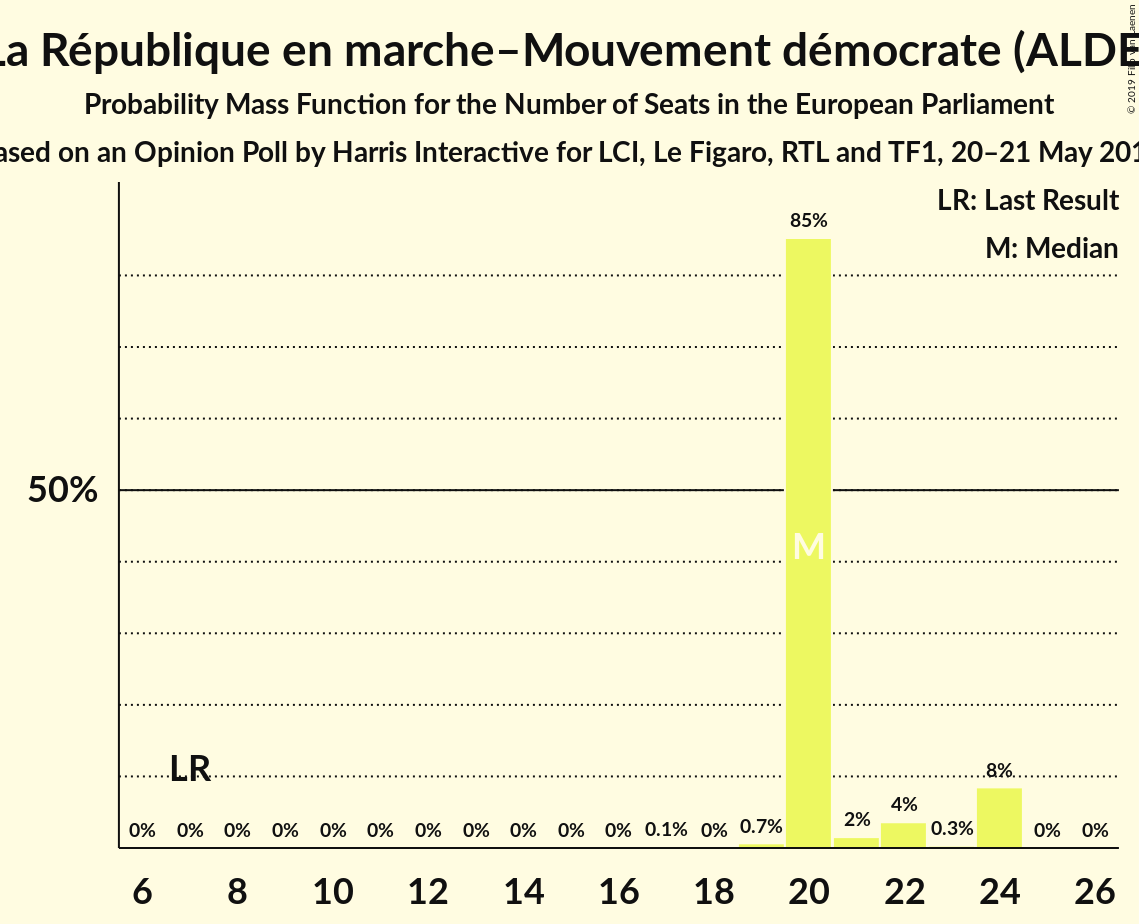 La République en marche–Mouvement démocrate (ALDE
Probability Mass Function for the Number of Seats in the European Parliament
ased on an Opinion Poll by Harris Interactive for LCI, Le Figaro, RTL and TF1, 20–21 May 201
© 2019
LR: Last Result
M: Median
85%
50%
M
LR
0% 0% 0% 0% 0% 0% 0% 0% 0% 0% 0% 0.1% 0% 0.7% 2% 4% 0.3% 8% 0% 0%
6 8 10 12 14 16 18 20 22 24 26